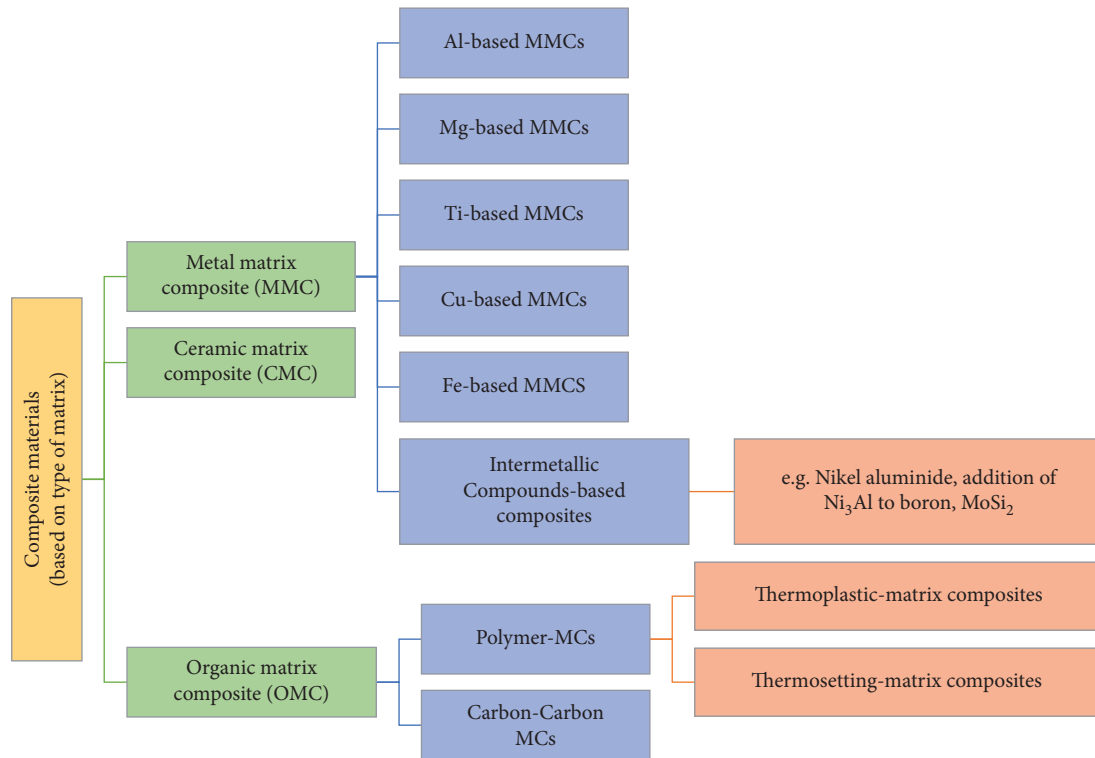 Composite materials
(based on type of matrix)
Metal matrix
composite (MMC)
Ceramic matrix
composite (CMC)
Organic matrix
composite (OMC)
Al-based MMCs
Mg-based MMCs
Ti-based MMCs
Cu-based MMCs
Fe-based MMCS
Intermetallic
Compounds-based
composites
e.g. Nikel aluminide, addition of
Ni₃Al to boron, MoSi₂
Polymer-MCs
Carbon-Carbon
MCs
Thermoplastic-matrix composites
Thermosetting-matrix composites